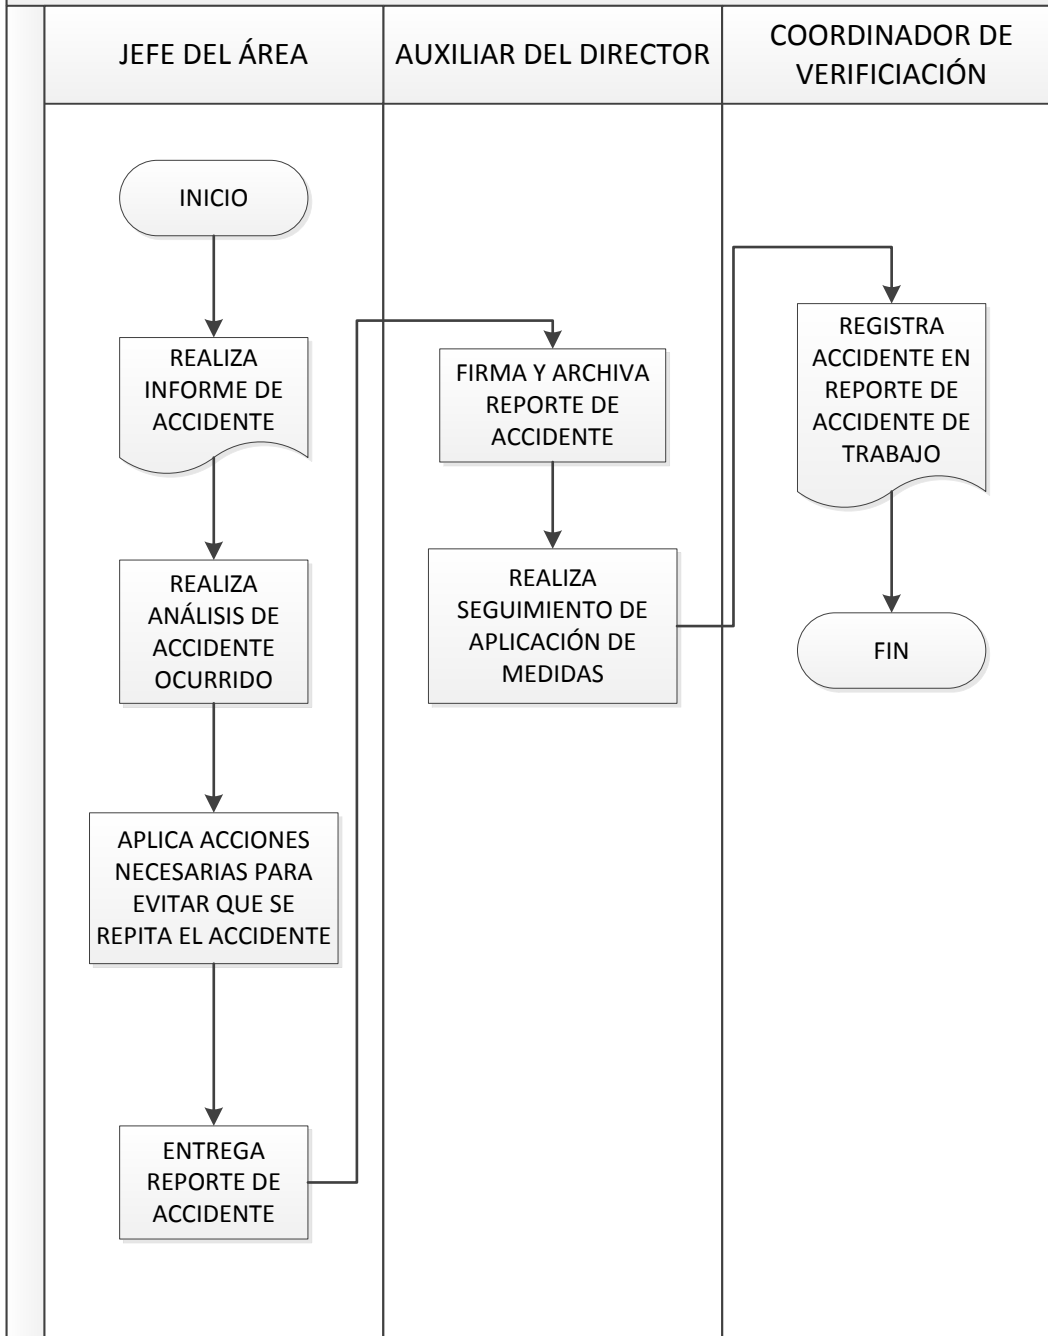 JEFE DEL ÁREA
AUXILIAR DEL DIRECTOR
COORDINADOR DE
VERIFICIACIÓN
INICIO
REALIZA
INFORME DE
ACCIDENTE
REALIZA
ANÁLISIS DE
ACCIDENTE
OCURRIDO
APLICA ACCIONES
NECESARIAS PARA
EVITAR QUE SE
REPITA EL ACCIDENTE
ENTREGA
REPORTE DE
ACCIDENTE
FIRMA Y ARCHIVA
REPORTE DE
ACCIDENTE
REALIZA
SEGUIMIENTO DE
APLICACIÓN DE
MEDIDAS
REGISTRA
ACCIDENTE EN
REPORTE DE
ACCIDENTE DE
TRABAJO
FIN